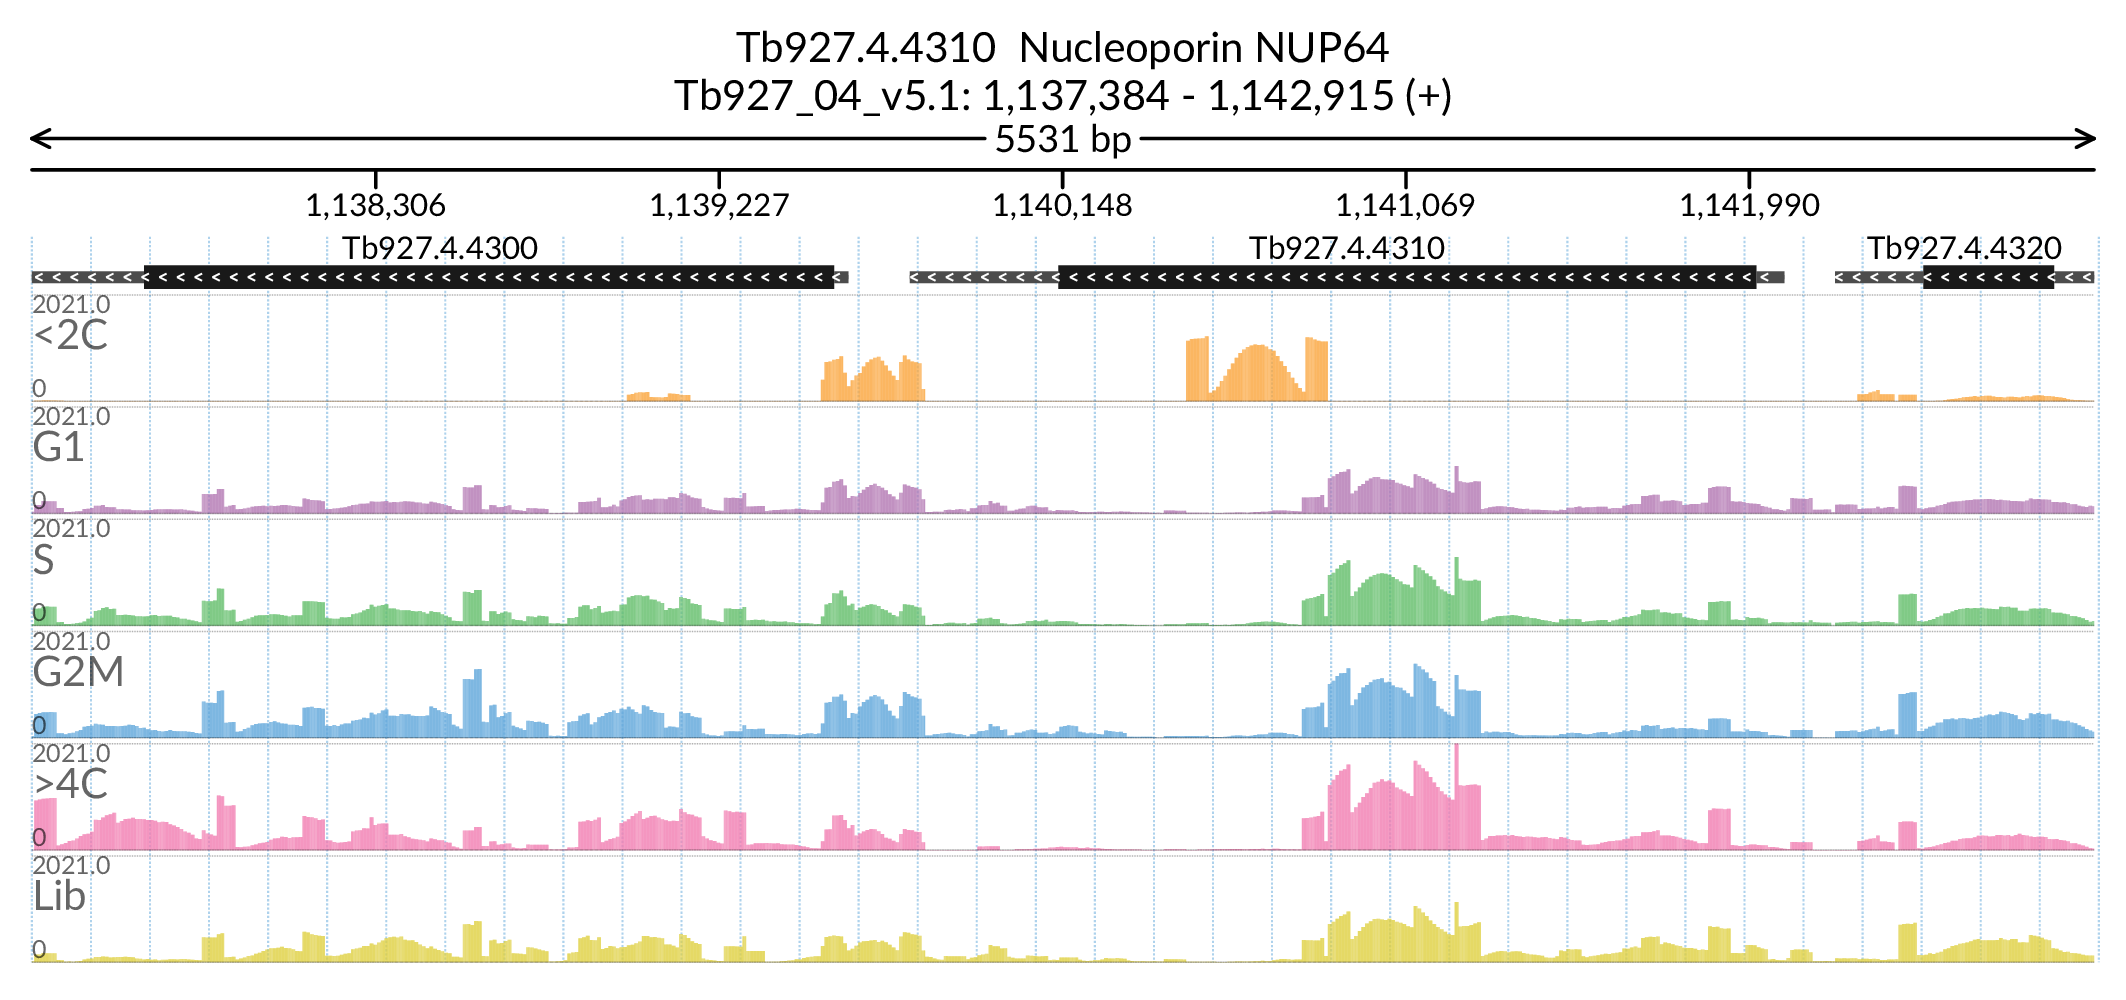 Tb927.4.4310  Nucleoporin NUP64
Tb927_04_v5.1: 1,137,384 - 1,142,915 (+)
5531 bp
1,138,306 1,139,227 1,140,148 1,141,069 1,141,990
Tb927.4.4300 Tb927.4.4310 Tb927.4.4320
2021.0
<2C
0
2021.0
G1
0
2021.0
S
0
2021.0
G2M
0
2021.0
>4C
0
2021.0
Lib
0